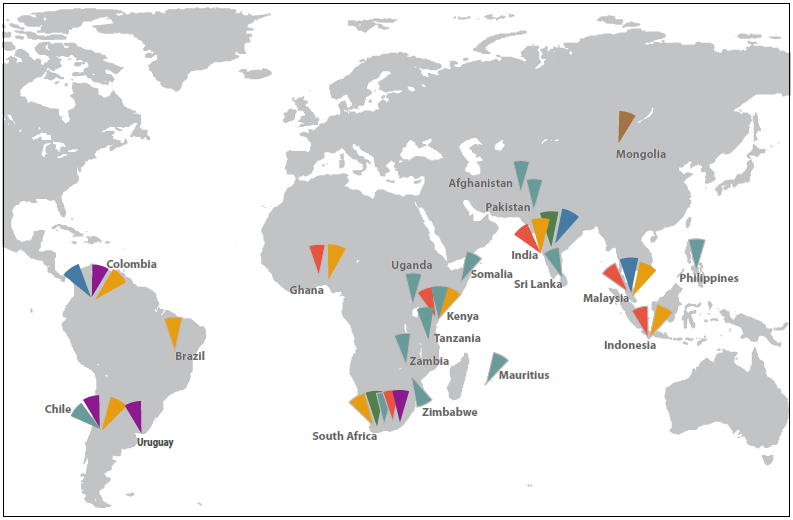 Mongolia
Afghanistan
Pakistan
India
Sri Lanka
Philippines
Malaysia
Indonesia
Colombia
Brazil
Chile
Uruguay
Ghana
Uganda
Somalia
Kenya
Tanzania
Zambia
Mauritius
Zimbabwe
South Africa